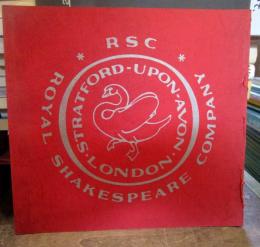 RSC
* ROYAL SHAKESPEARE COMPANY *
STRATFORD-UPON-AVON·LONDON·